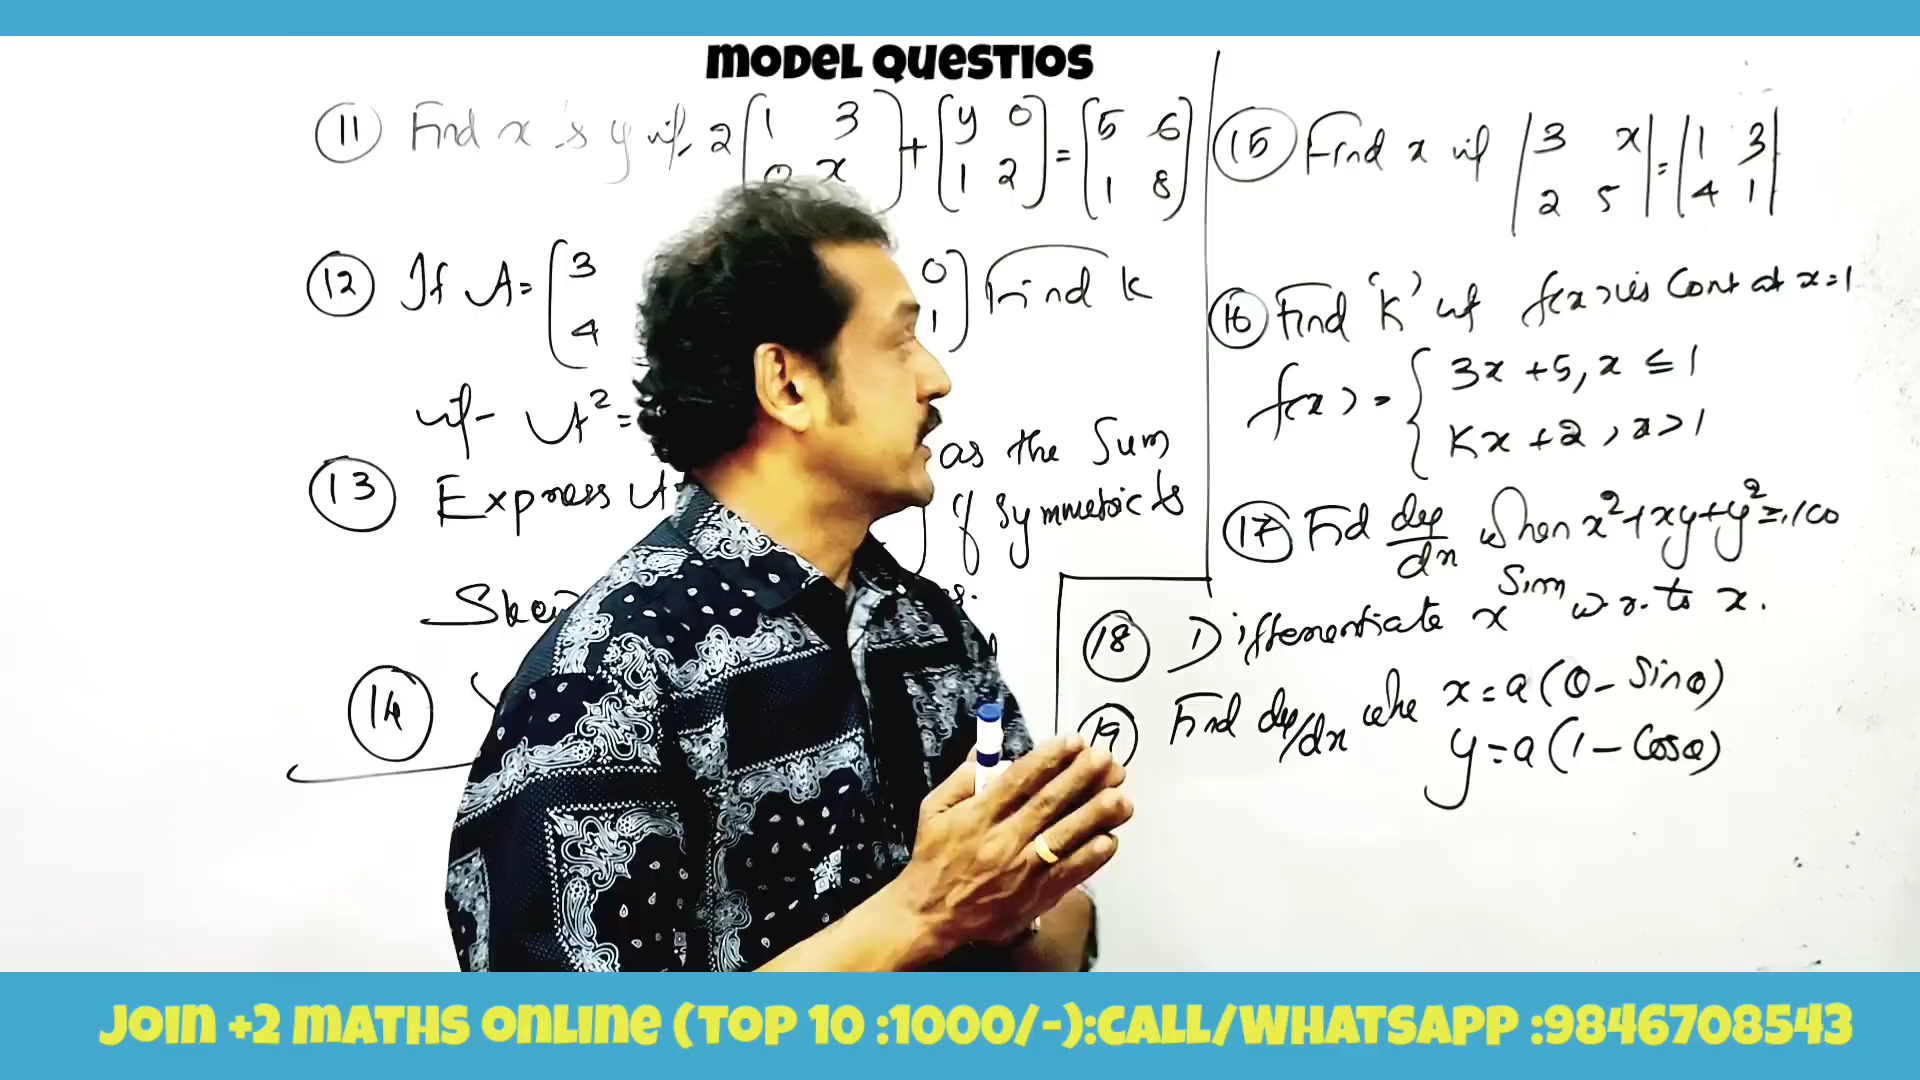 MODEL QUESTIOS
11 Find x & y if 2 [1 3 0 x] + [y 0 1 2] = [5 6 1 8]
12 If A = [3 4 0 1] Find k
if A² =
13 Express A as the Sum
of Symmetric &
Skew
14
15 Find x if |3 x 2 5| = |1 3 4 1|
16 Find 'K' if f(x) is Cont at x=1
f(x) = { 3x+5, x ≤ 1
Kx+2, x>1
17 Find dy/dx when x²+xy+y²=100
18 Differentiate x^Sinx w.r.to x.
19 Find dy/dx whe x=a(θ-Sinθ)
y=a(1-Cosθ)
JOIN +2 MATHS ONLINE (TOP 10 :1000/-):CALL/WHATSAPP :9846708543